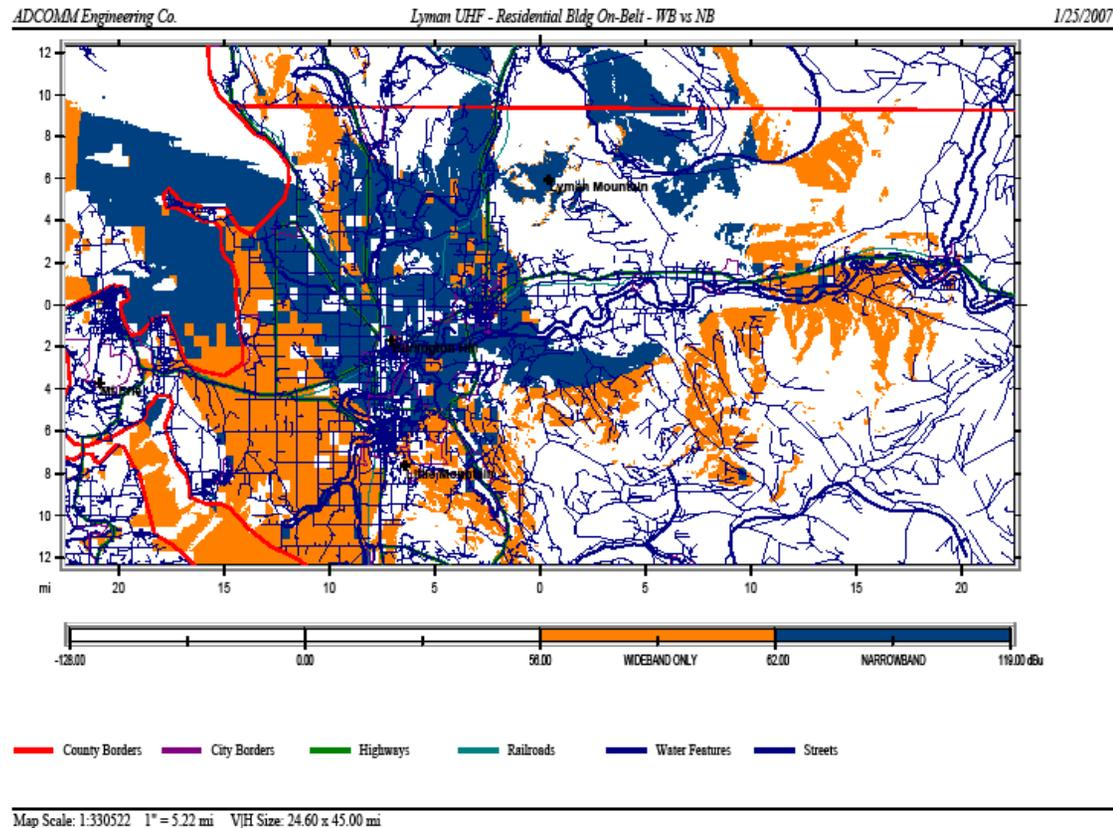 ADCOMM Engineering Co. Lyman UHF - Residential Bldg On-Belt - WB vs NB 1/25/2007
12
10
8
6
Lyman Mountain
4
2
0
2
4
6
8
10
12
mi 20 15 10 5 0 5 10 15 20
-128.00 0.00 56.00 WIDEBAND ONLY 62.00 NARROWBAND 119.00 dBu
County Borders City Borders Highways Railroads Water Features Streets
Map Scale: 1:330522 1" = 5.22 mi V|H Size: 24.60 x 45.00 mi